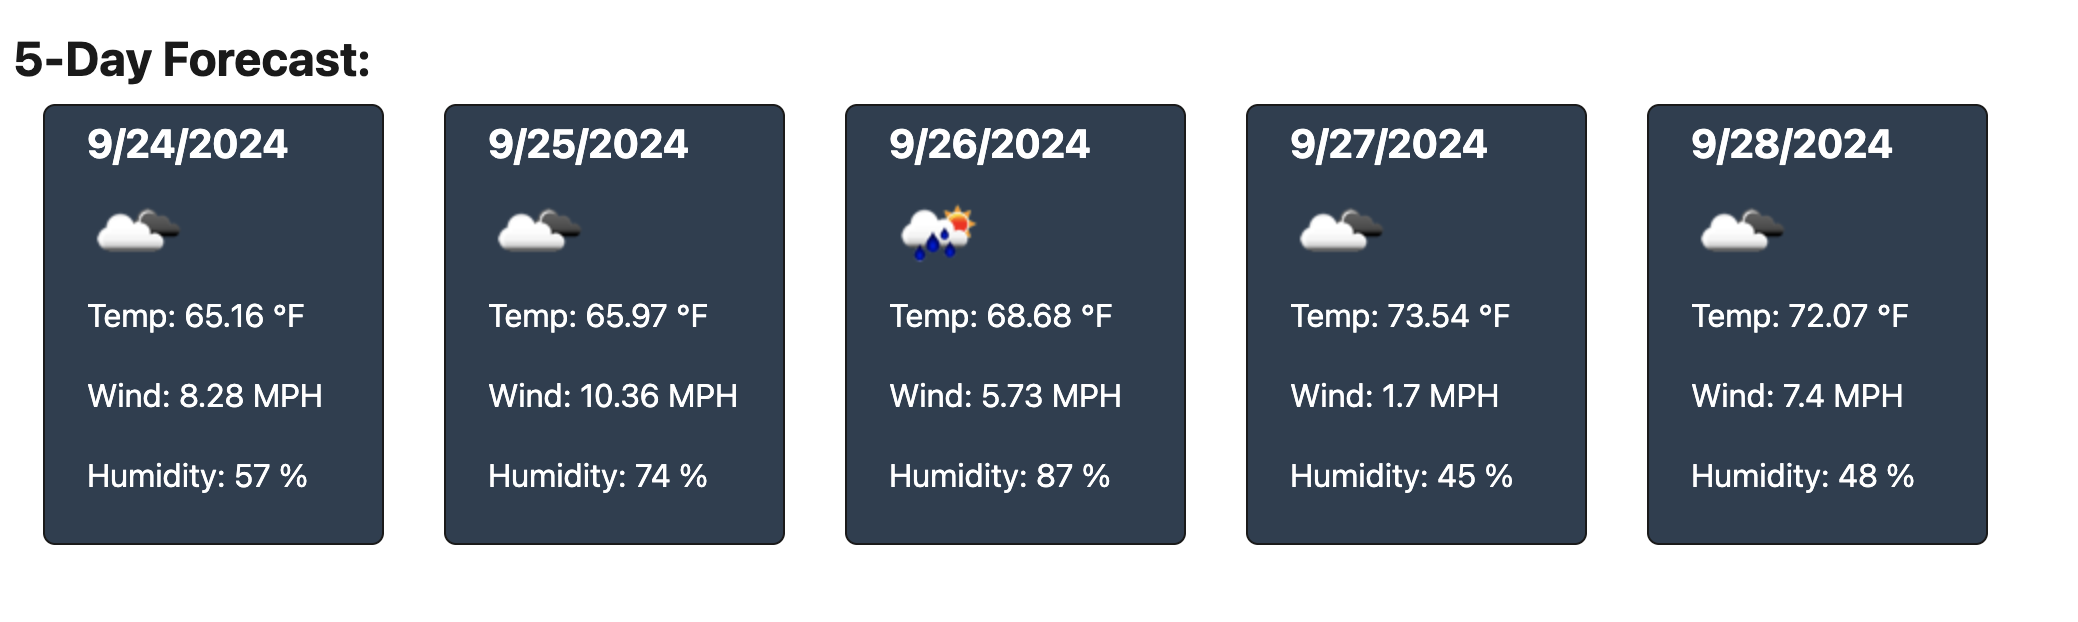 5-Day Forecast:
9/24/2024
Temp: 65.16 °F
Wind: 8.28 MPH
Humidity: 57 %
9/25/2024
Temp: 65.97 °F
Wind: 10.36 MPH
Humidity: 74 %
9/26/2024
Temp: 68.68 °F
Wind: 5.73 MPH
Humidity: 87 %
9/27/2024
Temp: 73.54 °F
Wind: 1.7 MPH
Humidity: 45 %
9/28/2024
Temp: 72.07 °F
Wind: 7.4 MPH
Humidity: 48 %